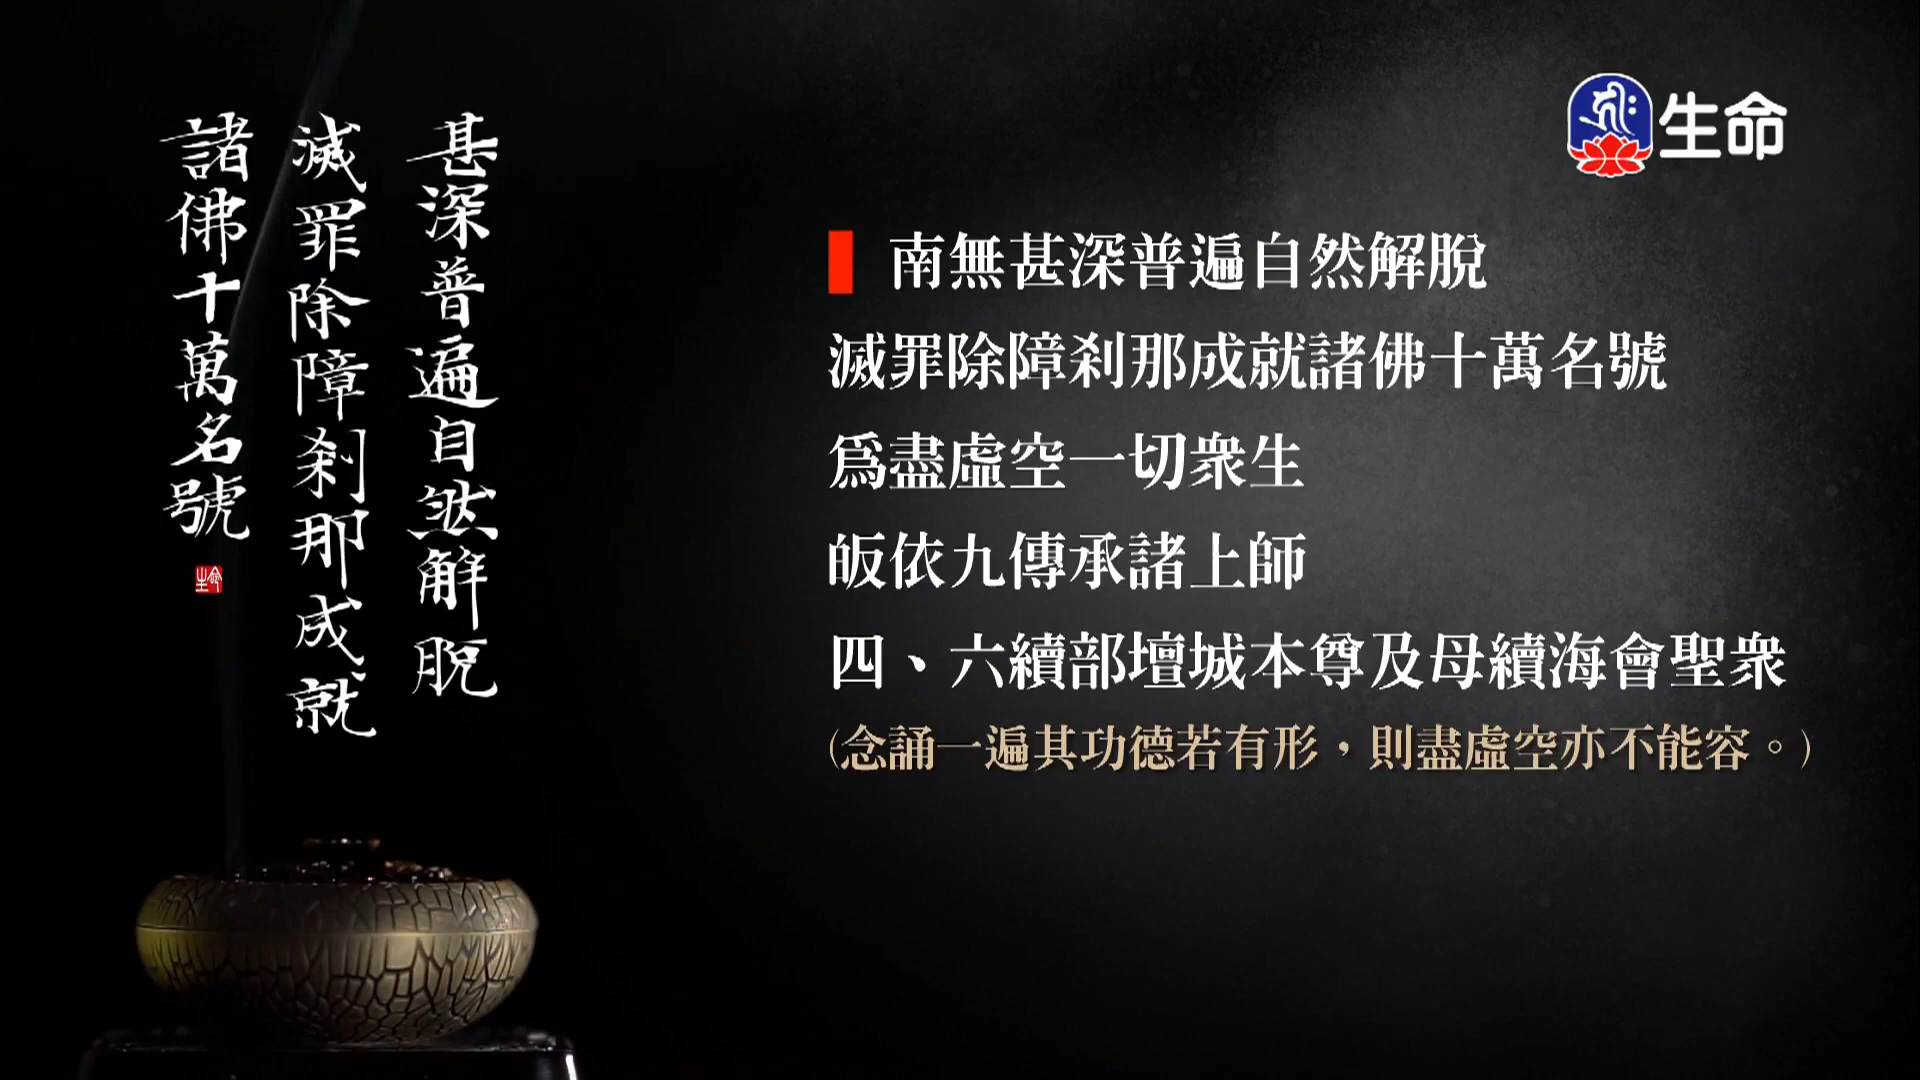 甚深普遍自然解脫
滅罪除障剎那成就
諸佛十萬名號
生命
生命
南無甚深普遍自然解脫
滅罪除障剎那成就諸佛十萬名號
爲盡虛空一切衆生
皈依九傳承諸上師
四、六續部壇城本尊及母續海會聖衆
(念誦一遍其功德若有形，則盡虛空亦不能容。)